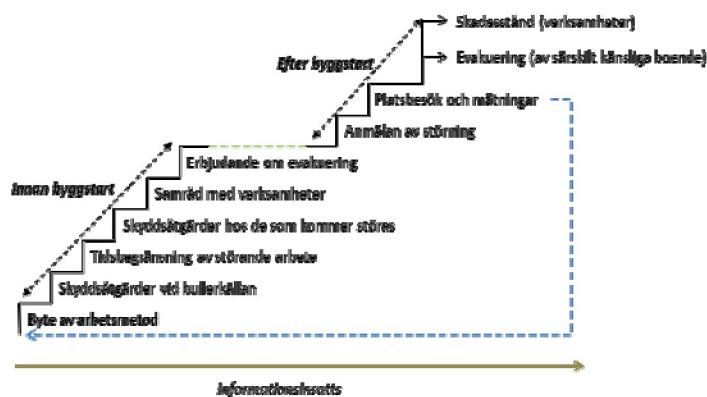 Skadestånd (verksamheter)
Efter byggstart
Evakuering (av särskilt känsliga boende)
Platsbesök och mätningar
Anmälan av störning
Erbjudande om evakuering
Innan byggstart
Samråd med verksamheter
Skyddsåtgärder hos de som kommer störas
Tidsbegränsning av störande arbete
Skyddsåtgärder vid bullerkällan
Byte av arbetsmetod
Informationsinsatts